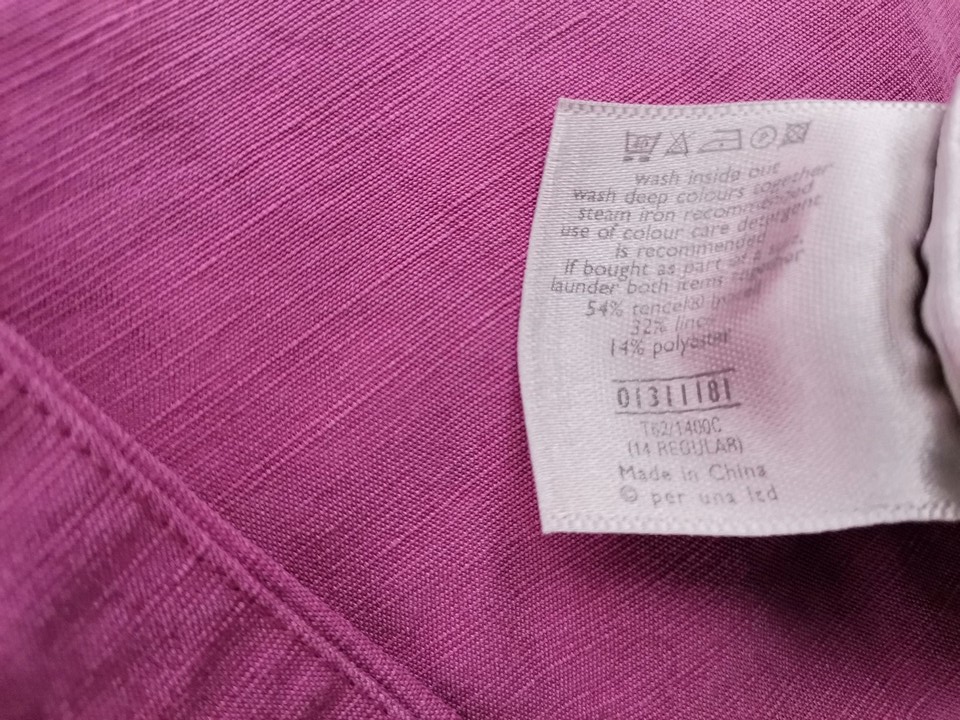 40
wash inside out
wash deep colours together
steam iron recommended
use of colour care detergent
is recommended
if bought as part
launder both items together
54% tencel®
32%
14% polyester
01311181
T62/1400C
(14 REGULAR)
Made in China
© per una ltd